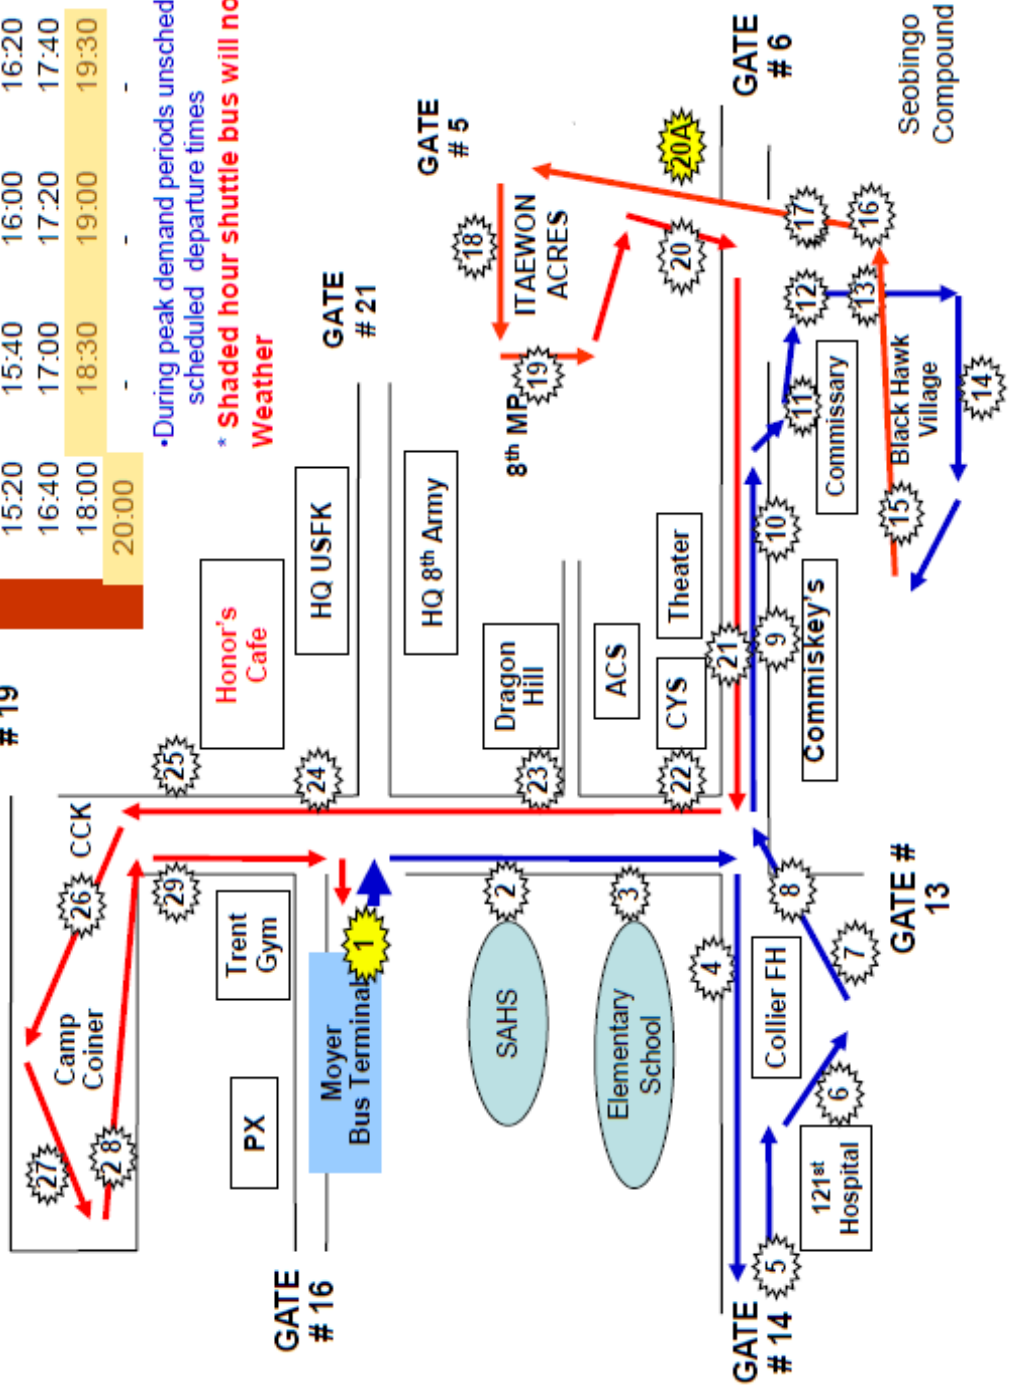 15:20 15:40 16:00 16:20
16:40 17:00 17:20 17:40
18:00 18:30 19:00 19:30
20:00 - - -
•During peak demand periods unsched
scheduled departure times
* Shaded hour shuttle bus will no
Weather
# 19
GATE
# 21
GATE
# 5
GATE
# 6
GATE
# 16
GATE
# 14
GATE #
13
CCK
Camp
Coiner
Honor's
Cafe
HQ USFK
HQ 8th Army
Dragon
Hill
ACS
CYS
Theater
8th MP
ITAEWON
ACRES
Seobingo
Compound
Trent
Gym
PX
Moyer
Bus Terminal
SAHS
Elementary
School
Collier FH
121st
Hospital
Commiskey's
Commissary
Black Hawk
Village
1
2
3
4
5
6
7
8
9
10
11
12
13
14
15
16
17
18
19
20
20A
21
22
23
24
25
26
27
2 8
29